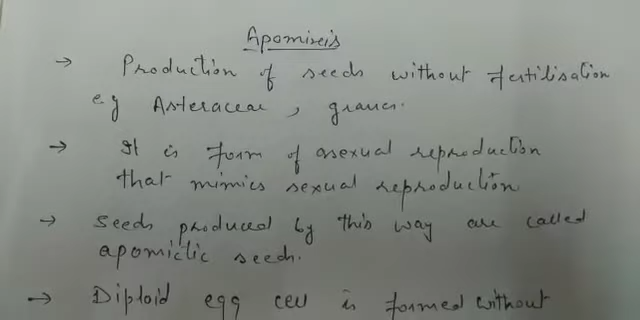 Apomixis
→ Production of seeds without fertilisation
eg Asteraceae, grasses.
→ It is form of asexual reproduction
that mimics sexual reproduction
→ Seeds produced by this way are called
apomictic seeds.
→ Diploid egg cell is formed without